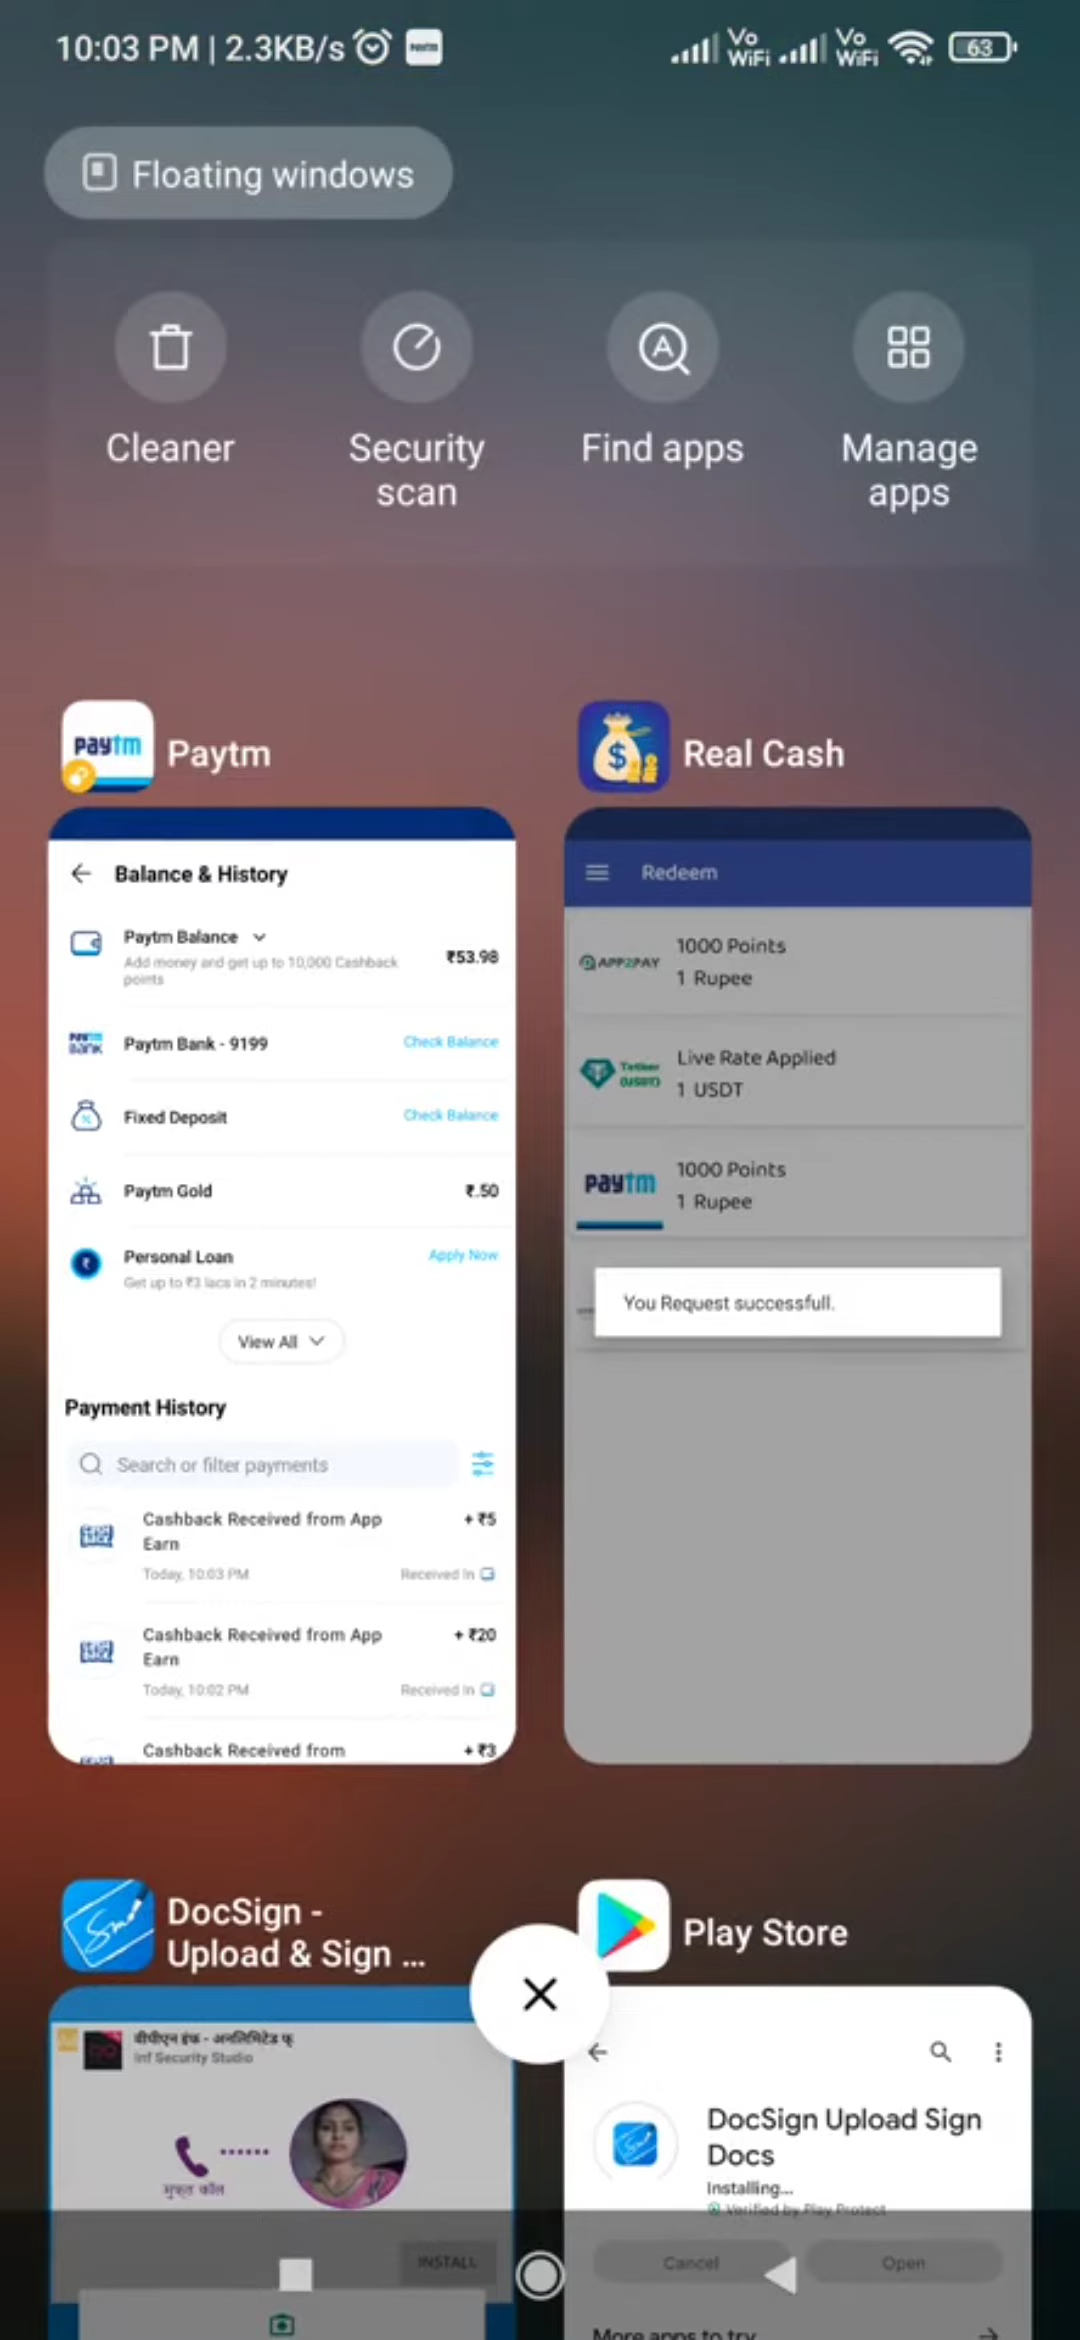 10:03 PM | 2.3KB/s
Vo WiFi
Vo WiFi
63
Floating windows
Cleaner
Security scan
Find apps
Manage apps
paytm
Paytm
Real Cash
Balance & History
Paytm Balance
₹53.98
Add money and get up to 10,000 Cashback
points
Paytm Bank - 9199
Check Balance
Fixed Deposit
Check Balance
Paytm Gold
₹.50
Personal Loan
Apply Now
Get up to ₹3 lacs in 2 minutes!
View All
Payment History
Search or filter payments
Cashback Received from App
+ ₹5
Earn
Today, 10:03 PM
Received In
Cashback Received from App
+ ₹20
Earn
Today, 10:02 PM
Received In
Cashback Received from
+ ₹3
Redeem
APP2PAY
1000 Points
1 Rupee
Tether
(USDT)
Live Rate Applied
1 USDT
paytm
1000 Points
1 Rupee
You Request successfull.
DocSign -
Upload & Sign ...
Play Store
वीपीएन इंफ - अनलिमिटेड फ्
Inf Security Studio
मुफ़्त कॉल
INSTALL
DocSign Upload Sign
Docs
Installing...
Verified by Play Protect
Cancel
Open
More apps to try